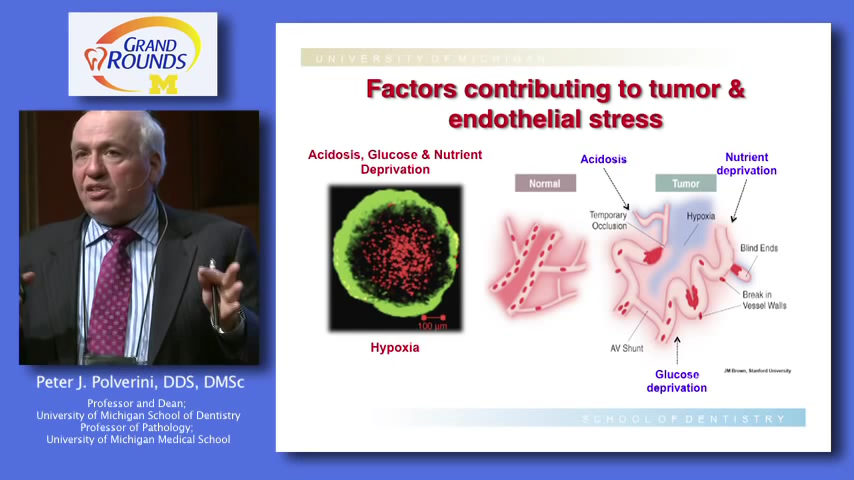 GRAND
ROUNDS
M
Peter J. Polverini, DDS, DMSc
Professor and Dean;
University of Michigan School of Dentistry
Professor of Pathology;
University of Michigan Medical School
UNIVERSITY OF MICHIGAN
Factors contributing to tumor &
endothelial stress
Acidosis, Glucose & Nutrient
Deprivation
100 µm
Hypoxia
Acidosis
Nutrient
deprivation
Normal
Tumor
Temporary
Occlusion
Hypoxia
Blind Ends
Break in
Vessel Walls
AV Shunt
JM Brown, Stanford University
Glucose
deprivation
SCHOOL OF DENTISTRY